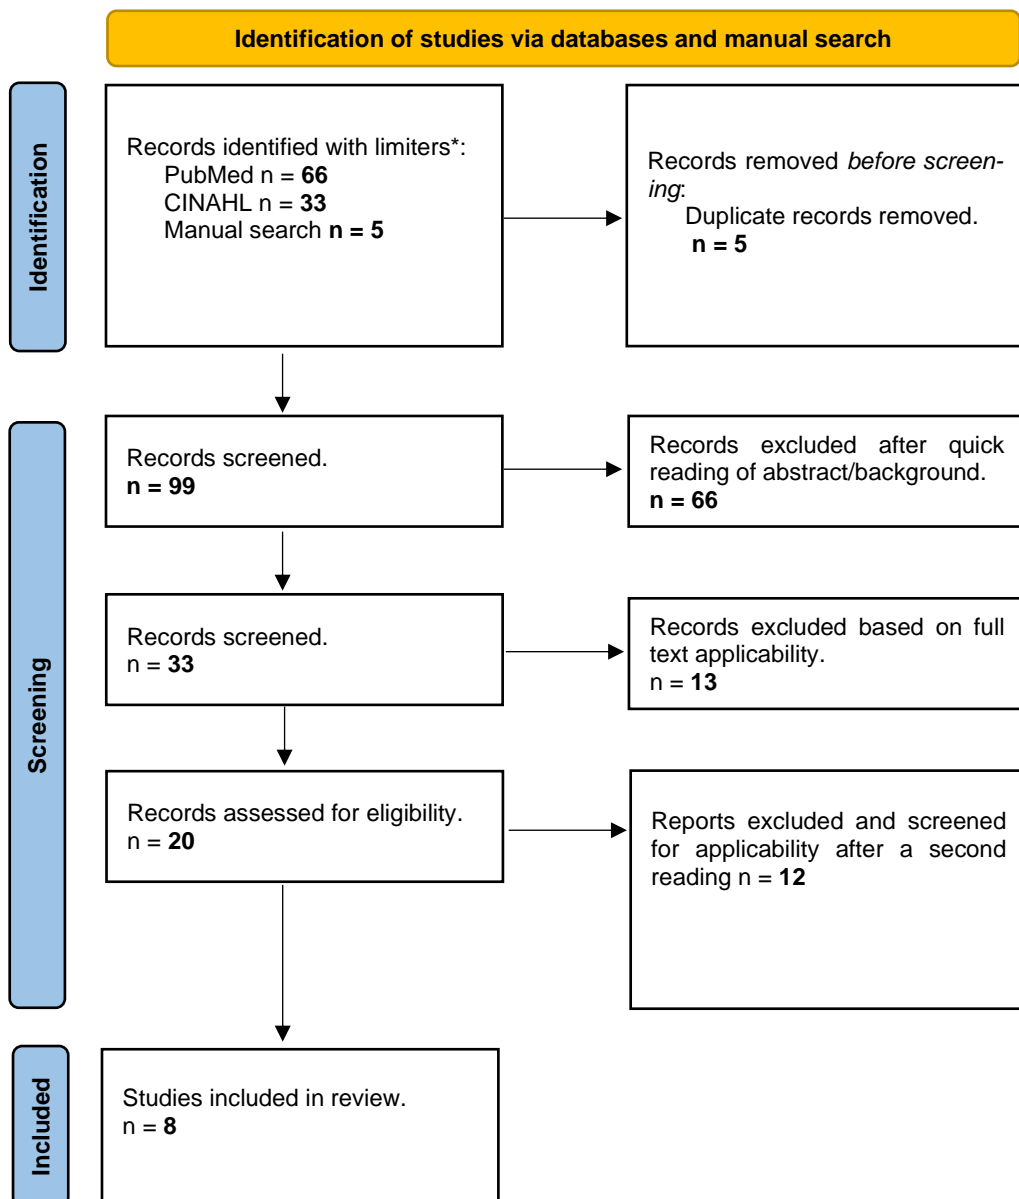 Identification of studies via databases and manual search
Identification
Records identified with limiters*:
PubMed n = 66
CINAHL n = 33
Manual search n = 5
Records removed before screen-
ing:
Duplicate records removed.
n = 5
Screening
Records screened.
n = 99
Records excluded after quick
reading of abstract/background.
n = 66
Records screened.
n = 33
Records excluded based on full
text applicability.
n = 13
Records assessed for eligibility.
n = 20
Reports excluded and screened
for applicability after a second
reading n = 12
Included
Studies included in review.
n = 8